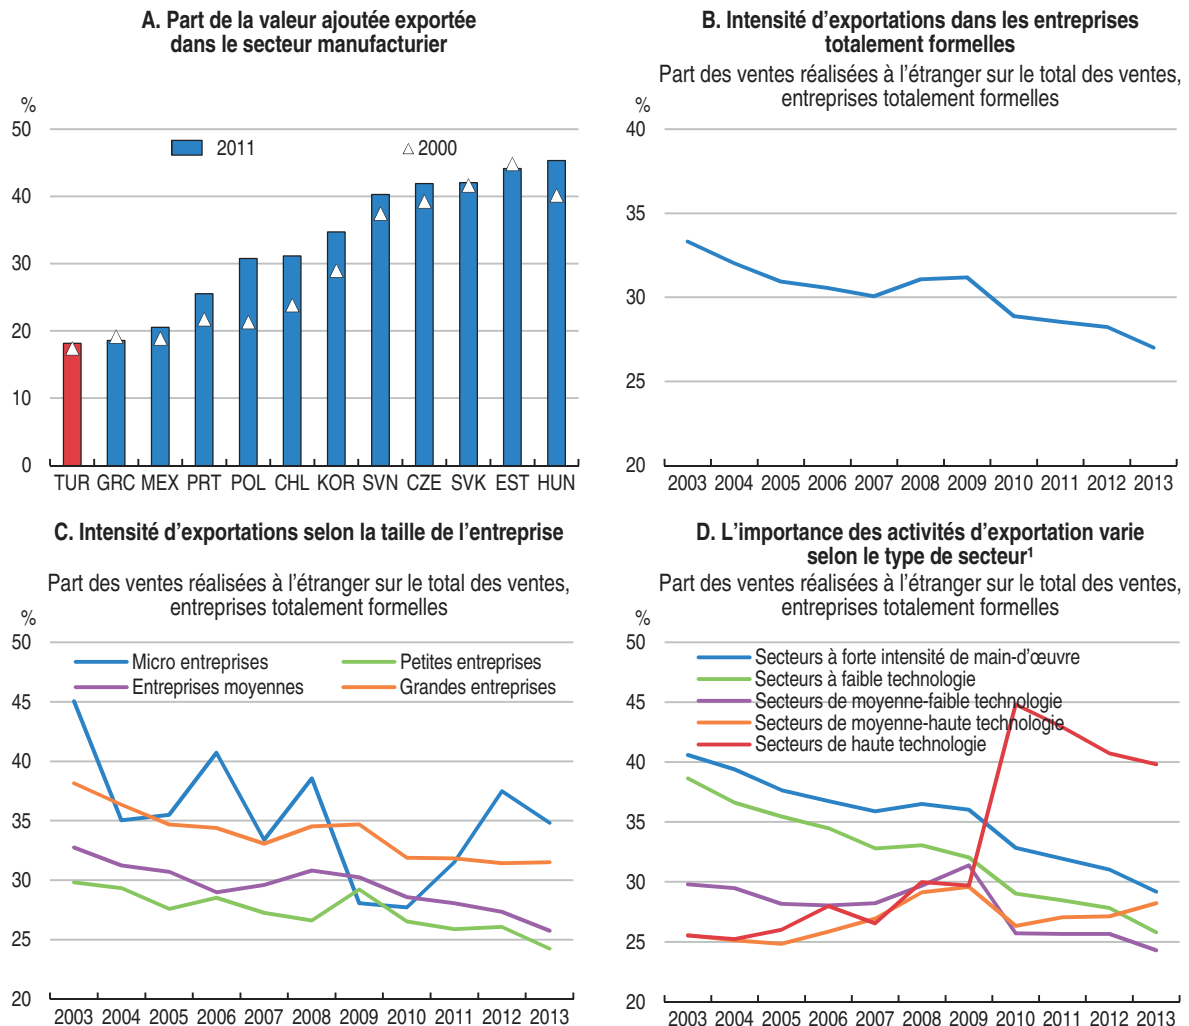 A. Part de la valeur ajoutée exportée
dans le secteur manufacturier
%
50
40
30
20
10
0
2011
2000
TUR GRC MEX PRT POL CHL KOR SVN CZE SVK EST HUN
B. Intensité d’exportations dans les entreprises
totalement formelles
Part des ventes réalisées à l’étranger sur le total des ventes,
entreprises totalement formelles
%
40
35
30
25
20
2003 2004 2005 2006 2007 2008 2009 2010 2011 2012 2013
C. Intensité d’exportations selon la taille de l’entreprise
Part des ventes réalisées à l’étranger sur le total des ventes,
entreprises totalement formelles
%
50
45
40
35
30
25
20
Micro entreprises
Petites entreprises
Entreprises moyennes
Grandes entreprises
2003 2004 2005 2006 2007 2008 2009 2010 2011 2012 2013
D. L’importance des activités d’exportation varie
selon le type de secteur¹
Part des ventes réalisées à l’étranger sur le total des ventes,
entreprises totalement formelles
%
50
45
40
35
30
25
20
Secteurs à forte intensité de main-d’œuvre
Secteurs à faible technologie
Secteurs de moyenne-faible technologie
Secteurs de moyenne-haute technologie
Secteurs de haute technologie
2003 2004 2005 2006 2007 2008 2009 2010 2011 2012 2013